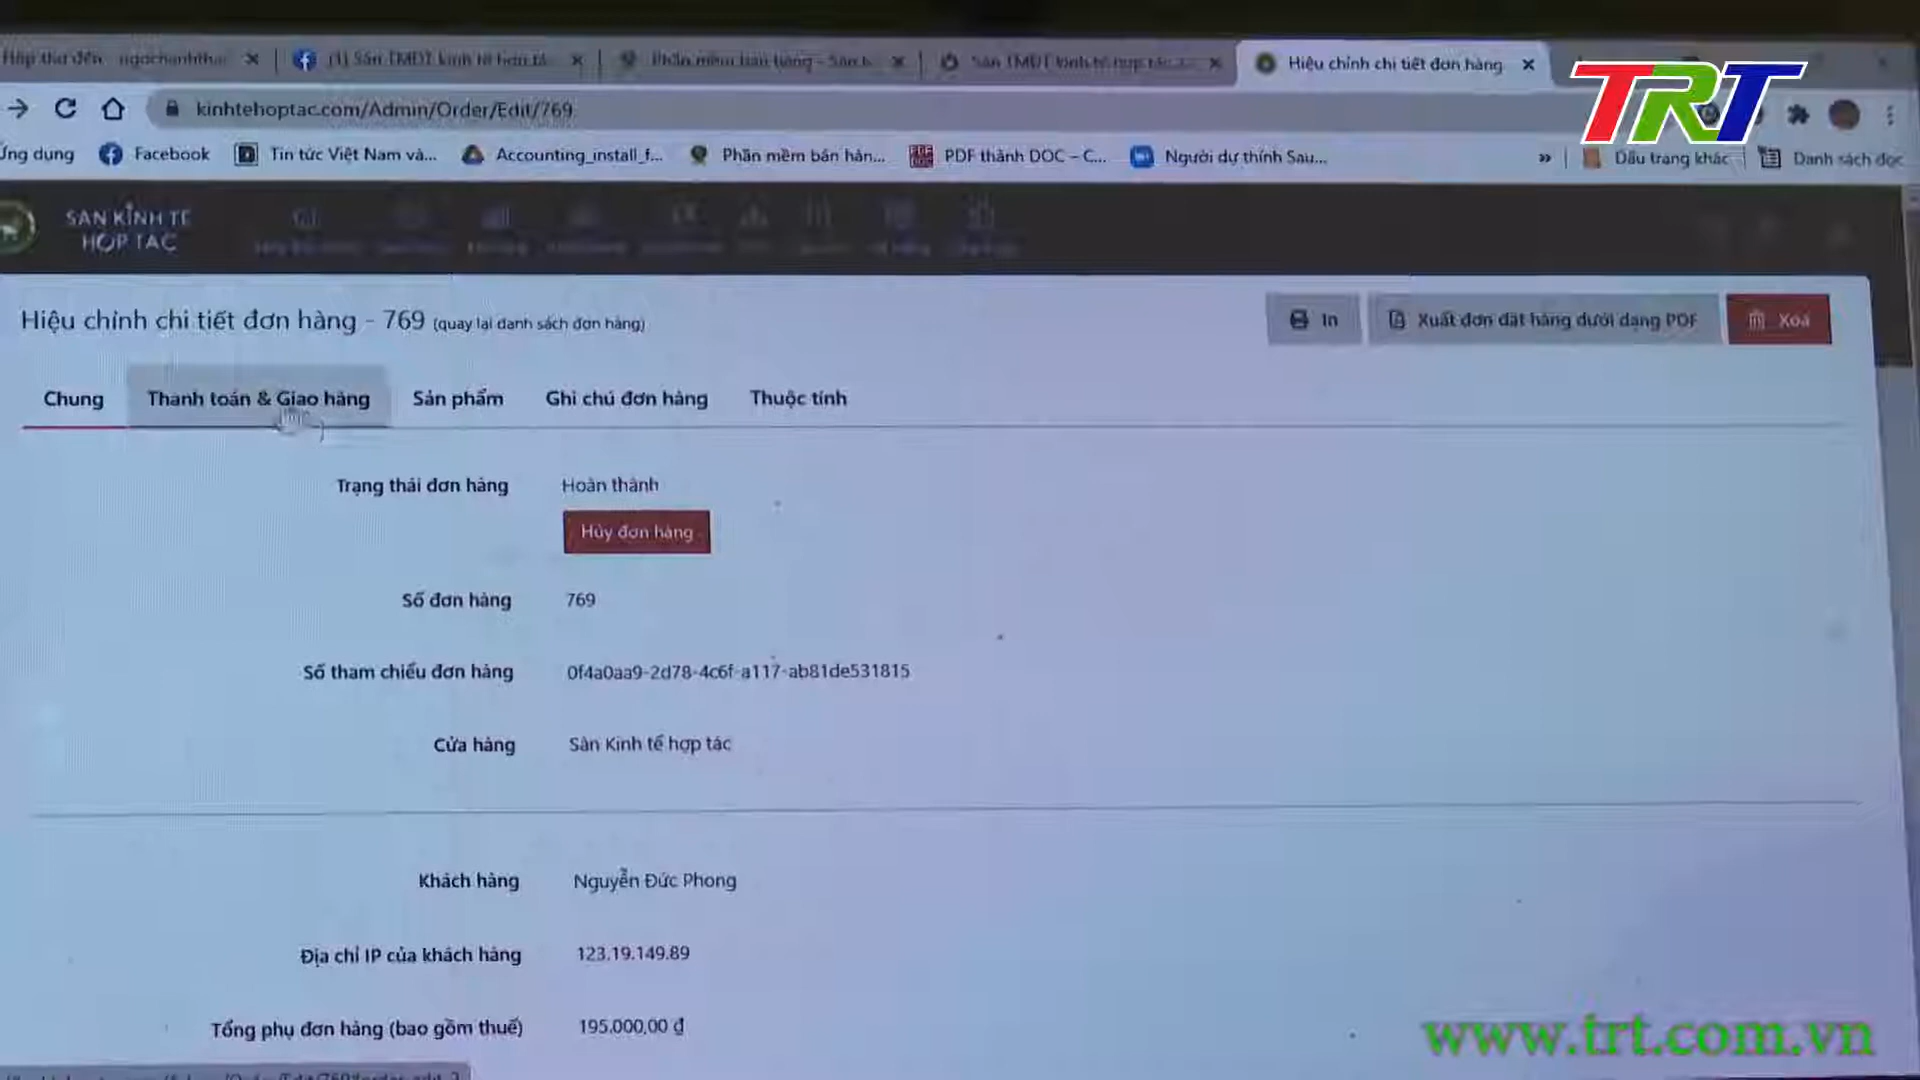 Hiệu chỉnh chi tiết đơn hàng
TRT
kinhtehoptac.com/Admin/Order/Edit/769
Ứng dụng Facebook Tin tức Việt Nam và... Accounting_install_f... Phần mềm bán hàn... PDF thành DOC – C... Người dự thính Sau... » Dấu trang khác Danh sách đọc
SÀN KINH TẾ
HỢP TÁC
Hiệu chỉnh chi tiết đơn hàng - 769 (quay lại danh sách đơn hàng) In Xuất đơn đặt hàng dưới dạng PDF Xoá
Chung Thanh toán & Giao hàng Sản phẩm Ghi chú đơn hàng Thuộc tính
Trạng thái đơn hàng Hoàn thành
Hủy đơn hàng
Số đơn hàng 769
Số tham chiếu đơn hàng 0f4a0aa9-2d78-4c6f-a117-ab81de531815
Cửa hàng Sàn Kinh tế hợp tác
Khách hàng Nguyễn Đức Phong
Địa chỉ IP của khách hàng 123.19.149.89
Tổng phụ đơn hàng (bao gồm thuế) 195.000,00 ₫
www.trt.com.vn